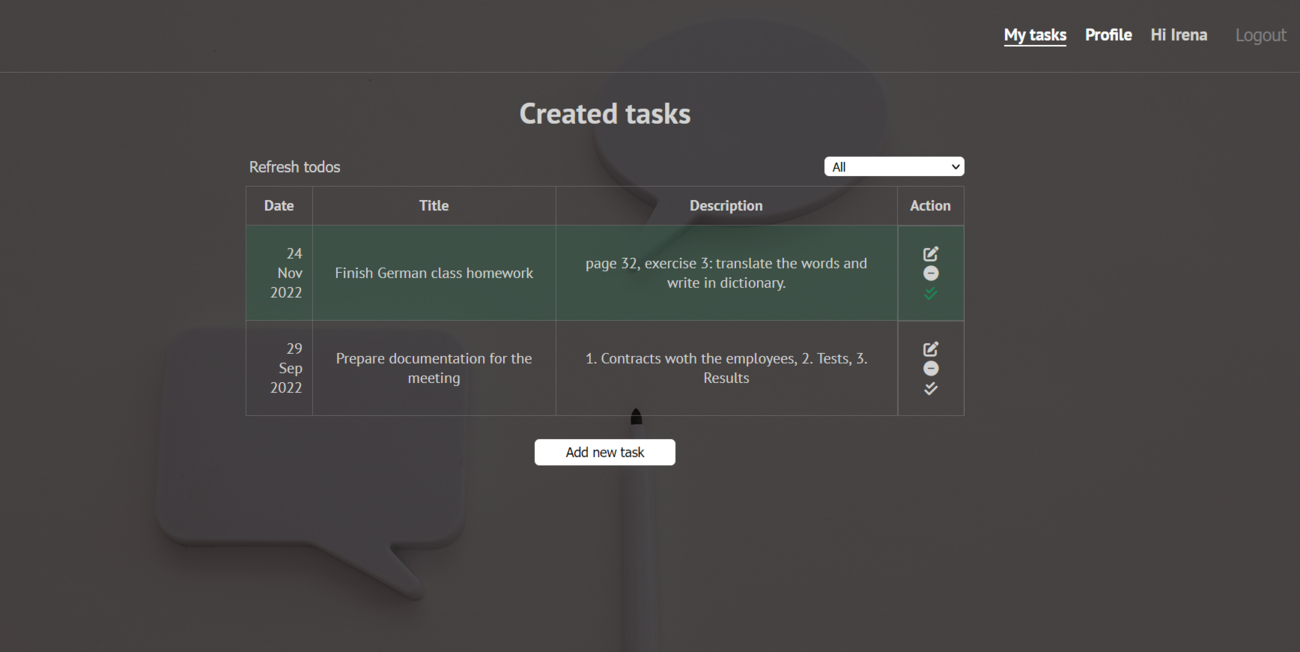 My tasks Profile Hi Irena Logout
Created tasks
Refresh todos All
Date Title Description Action
24
Nov
2022
Finish German class homework
page 32, exercise 3: translate the words and
write in dictionary.
29
Sep
2022
Prepare documentation for the
meeting
1. Contracts woth the employees, 2. Tests, 3.
Results
Add new task